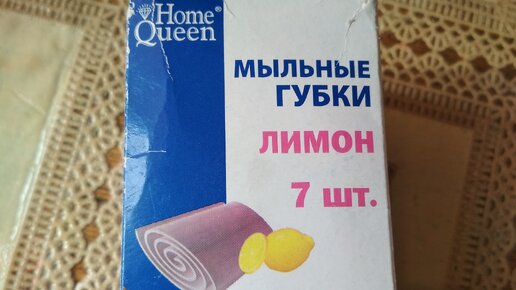 Home®
Queen
МЫЛЬНЫЕ
ГУБКИ
ЛИМОН
7 шт.